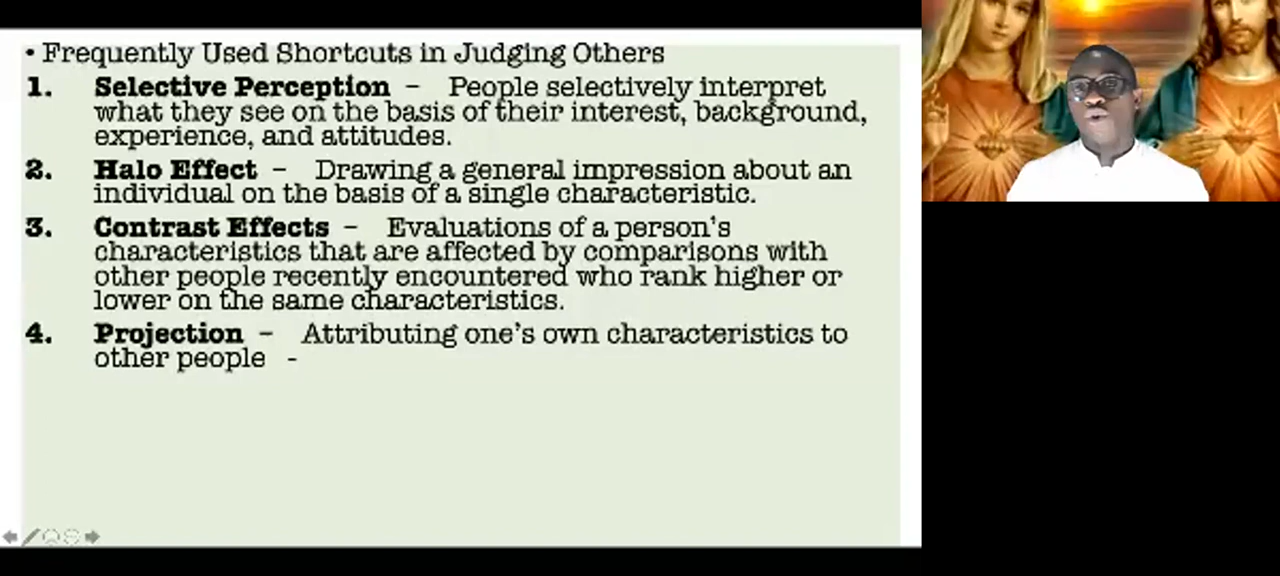 • Frequently Used Shortcuts in Judging Others
1. Selective Perception – People selectively interpret
what they see on the basis of their interest, background,
experience, and attitudes.
2. Halo Effect – Drawing a general impression about an
individual on the basis of a single characteristic.
3. Contrast Effects – Evaluations of a person's
characteristics that are affected by comparisons with
other people recently encountered who rank higher or
lower on the same characteristics.
4. Projection – Attributing one's own characteristics to
other people -